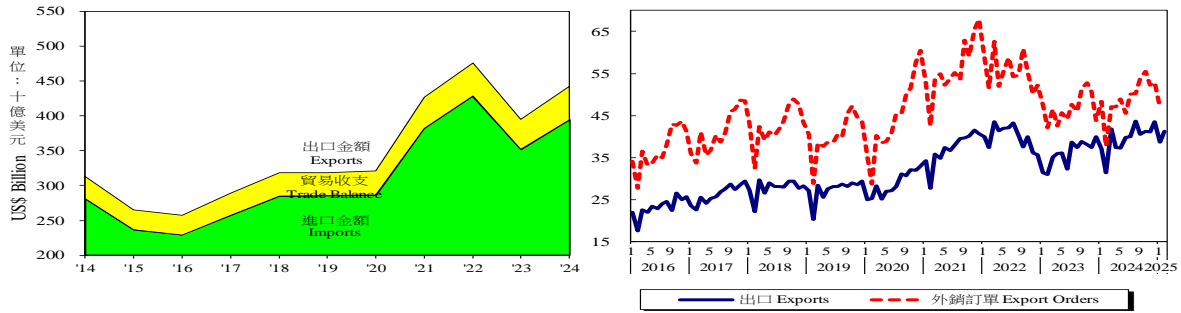 單位：十億美元
US$ Billion
550
500
450
400
350
300
250
200
出口金額
Exports
貿易收支
Trade Balance
進口金額
Imports
'14 '15 '16 '17 '18 '19 '20 '21 '22 '23 '24
65
55
45
35
25
15
1 5 9 1 5 9 1 5 9 1 5 9 1 5 9 1 5 9 1 5 9 1 5 9 1 5 9 1
2016 2017 2018 2019 2020 2021 2022 2023 2024 2025
出口 Exports
外銷訂單 Export Orders